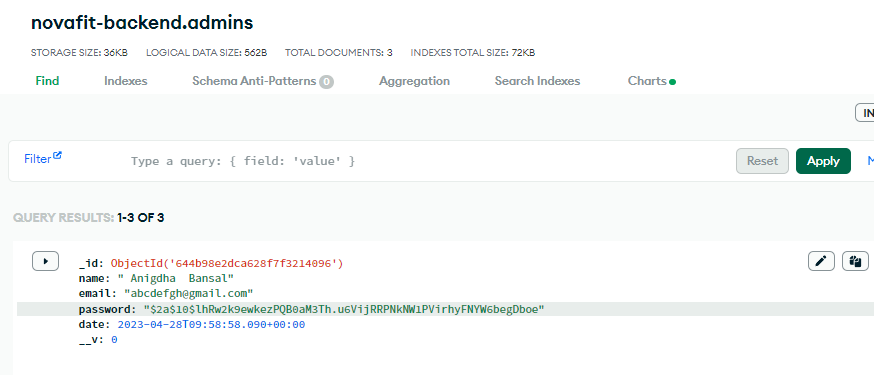 novafit-backend.admins
STORAGE SIZE: 36KB LOGICAL DATA SIZE: 562B TOTAL DOCUMENTS: 3 INDEXES TOTAL SIZE: 72KB
Find Indexes Schema Anti-Patterns 0 Aggregation Search Indexes Charts
IN
Filter Type a query: { field: 'value' } Reset Apply M
QUERY RESULTS: 1-3 OF 3
_id: ObjectId('644b98e2dca628f7f3214096')
name: " Anigdha  Bansal"
email: "abcdefgh@gmail.com"
password: "$2a$10$lhRw2k9ewkezPQB0aM3Th.u6VijRRPNkNW1PVirhyFNYW6begDboe"
date: 2023-04-28T09:58:58.090+00:00
__v: 0